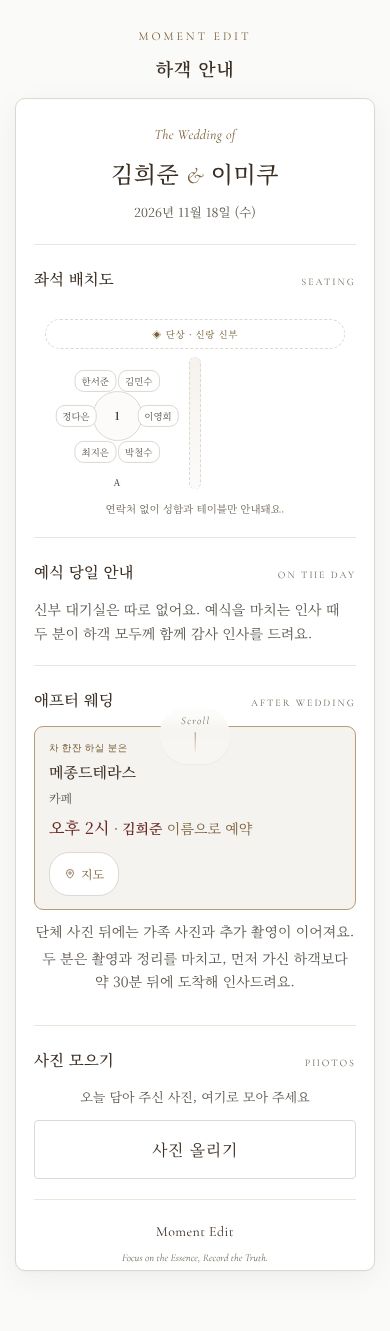 MOMENT EDIT
하객 안내
The Wedding of
김희준 & 이미쿠
2026년 11월 18일 (수)
좌석 배치도
SEATING
◈ 단상 · 신랑 신부
한서준
김민수
정다은
1
이영희
최지은
박철수
A
연락처 없이 성함과 테이블만 안내돼요.
예식 당일 안내
ON THE DAY
신부 대기실은 따로 없어요. 예식을 마치는 인사 때
두 분이 하객 모두께 함께 감사 인사를 드려요.
애프터 웨딩
AFTER WEDDING
Scroll
차 한잔 하실 분은
메종드테라스
카페
오후 2시 · 김희준 이름으로 예약
지도
단체 사진 뒤에는 가족 사진과 추가 촬영이 이어져요.
두 분은 촬영과 정리를 마치고, 먼저 가신 하객보다
약 30분 뒤에 도착해 인사드려요.
사진 모으기
PHOTOS
오늘 담아 주신 사진, 여기로 모아 주세요
사진 올리기
Moment Edit
Focus on the Essence, Record the Truth.